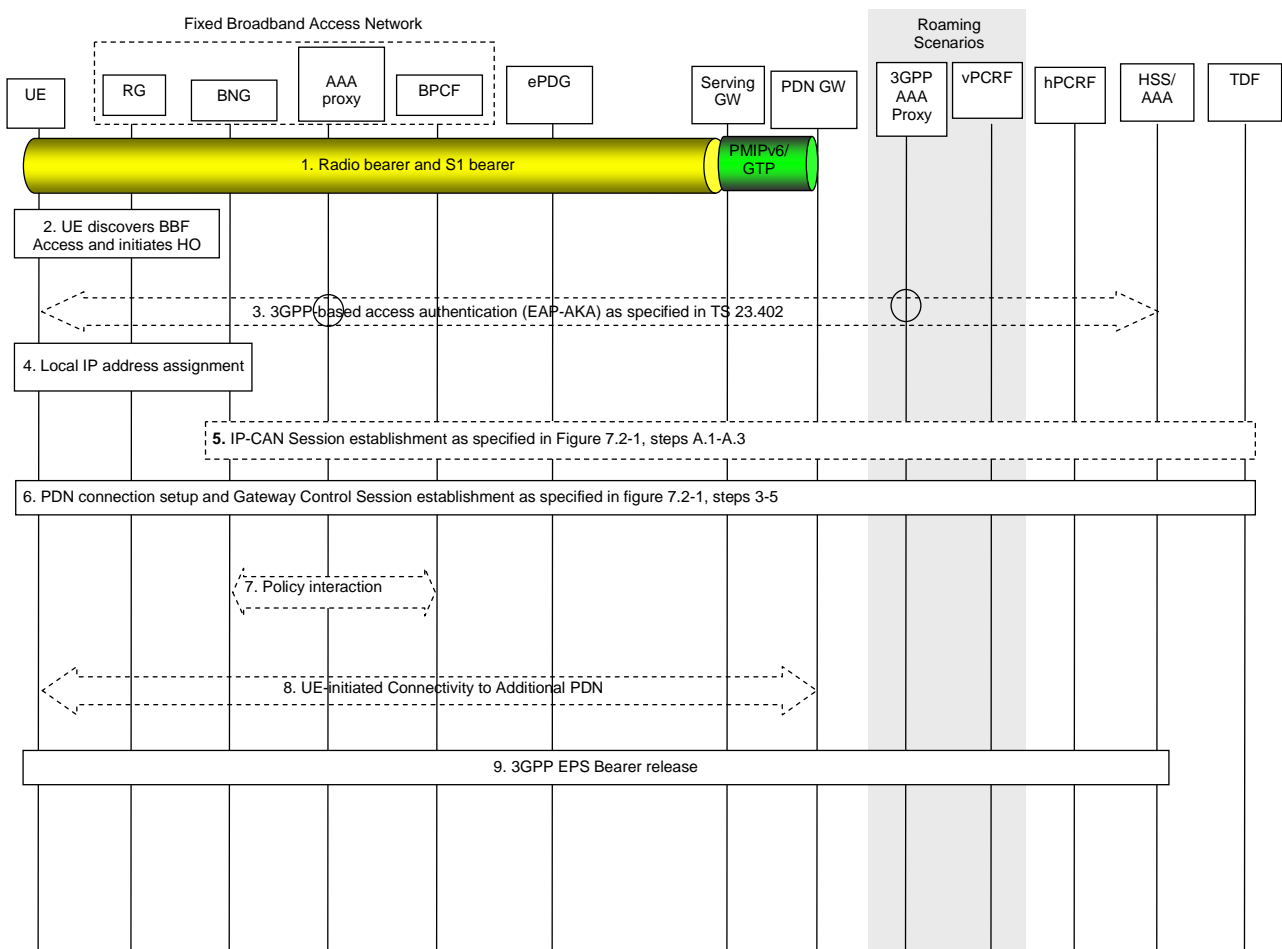 Fixed Broadband Access Network
Roaming
Scenarios
UE
RG
BNG
AAA
proxy
BPCF
ePDG
Serving
GW
PDN GW
3GPP
AAA
Proxy
vPCRF
hPCRF
HSS/
AAA
TDF
1. Radio bearer and S1 bearer
PMIPv6/
GTP
2. UE discovers BBF
Access and initiates HO
3. 3GPP-based access authentication (EAP-AKA) as specified in TS 23.402
4. Local IP address assignment
5. IP-CAN Session establishment as specified in Figure 7.2-1, steps A.1-A.3
6. PDN connection setup and Gateway Control Session establishment as specified in figure 7.2-1, steps 3-5
7. Policy interaction
8. UE-initiated Connectivity to Additional PDN
9. 3GPP EPS Bearer release